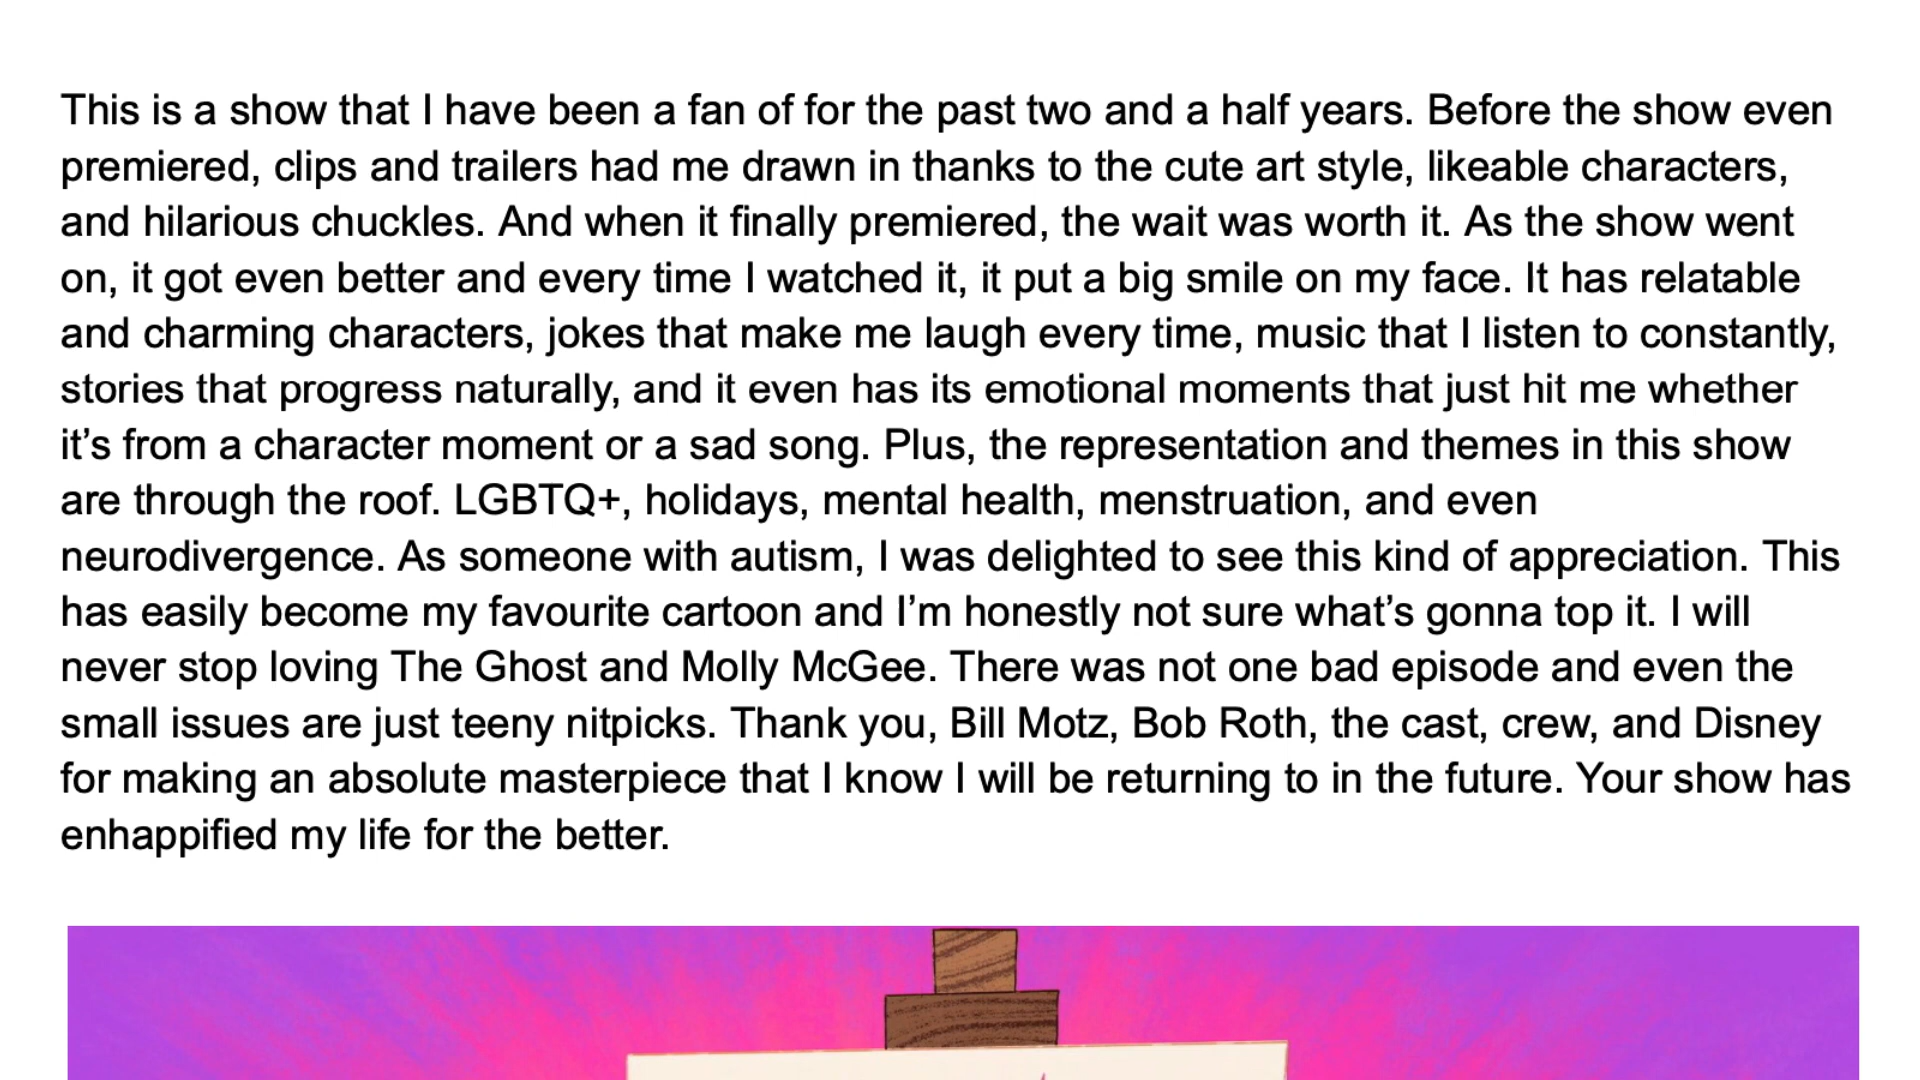 This is a show that I have been a fan of for the past two and a half years. Before the show even
premiered, clips and trailers had me drawn in thanks to the cute art style, likeable characters,
and hilarious chuckles. And when it finally premiered, the wait was worth it. As the show went
on, it got even better and every time I watched it, it put a big smile on my face. It has relatable
and charming characters, jokes that make me laugh every time, music that I listen to constantly,
stories that progress naturally, and it even has its emotional moments that just hit me whether
it’s from a character moment or a sad song. Plus, the representation and themes in this show
are through the roof. LGBTQ+, holidays, mental health, menstruation, and even
neurodivergence. As someone with autism, I was delighted to see this kind of appreciation. This
has easily become my favourite cartoon and I’m honestly not sure what’s gonna top it. I will
never stop loving The Ghost and Molly McGee. There was not one bad episode and even the
small issues are just teeny nitpicks. Thank you, Bill Motz, Bob Roth, the cast, crew, and Disney
for making an absolute masterpiece that I know I will be returning to in the future. Your show has
enhappified my life for the better.